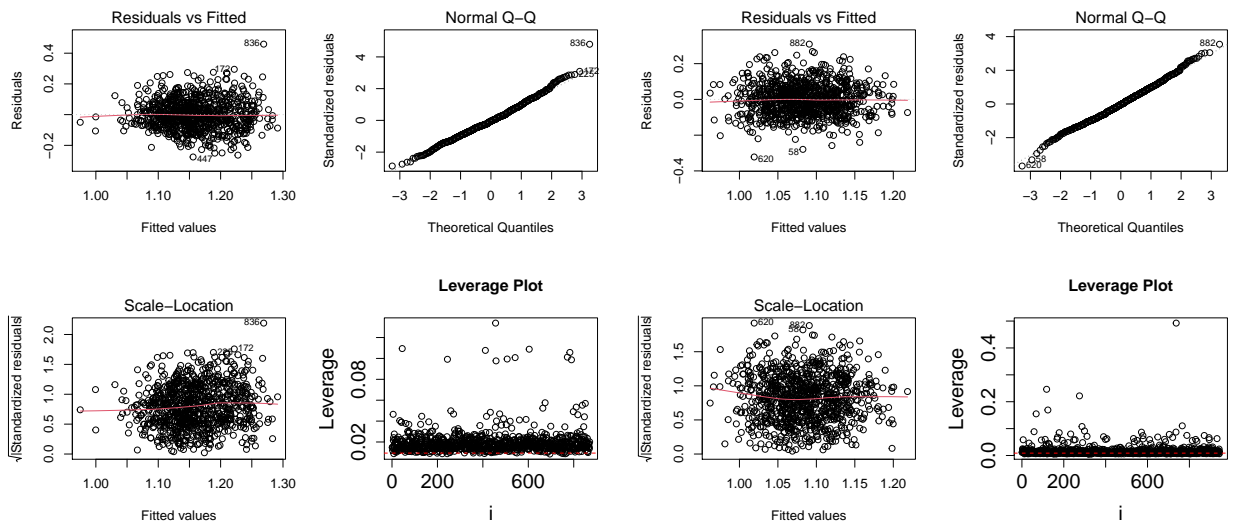 Residuals vs Fitted
Residuals
0.4
0.2
−0.2
836
172
447
1.00 1.10 1.20 1.30
Fitted values
Normal Q−Q
Standardized residuals
4
2
0
−2
836
172
−3 −2 −1 0 1 2 3
Theoretical Quantiles
Residuals vs Fitted
Residuals
0.2
0.0
−0.4
882
620
58
1.00 1.05 1.10 1.15 1.20
Fitted values
Normal Q−Q
Standardized residuals
4
2
0
−2
882
58
620
−3 −2 −1 0 1 2 3
Theoretical Quantiles
Scale−Location
√|Standardized residuals|
2.0
1.5
1.0
0.5
0.0
836
172
1.00 1.10 1.20 1.30
Fitted values
Leverage Plot
Leverage
0.08
0.02
0 200 600
i
Scale−Location
√|Standardized residuals|
1.5
1.0
0.5
0.0
620
882
58
1.00 1.05 1.10 1.15 1.20
Fitted values
Leverage Plot
Leverage
0.4
0.2
0.0
0 200 600
i